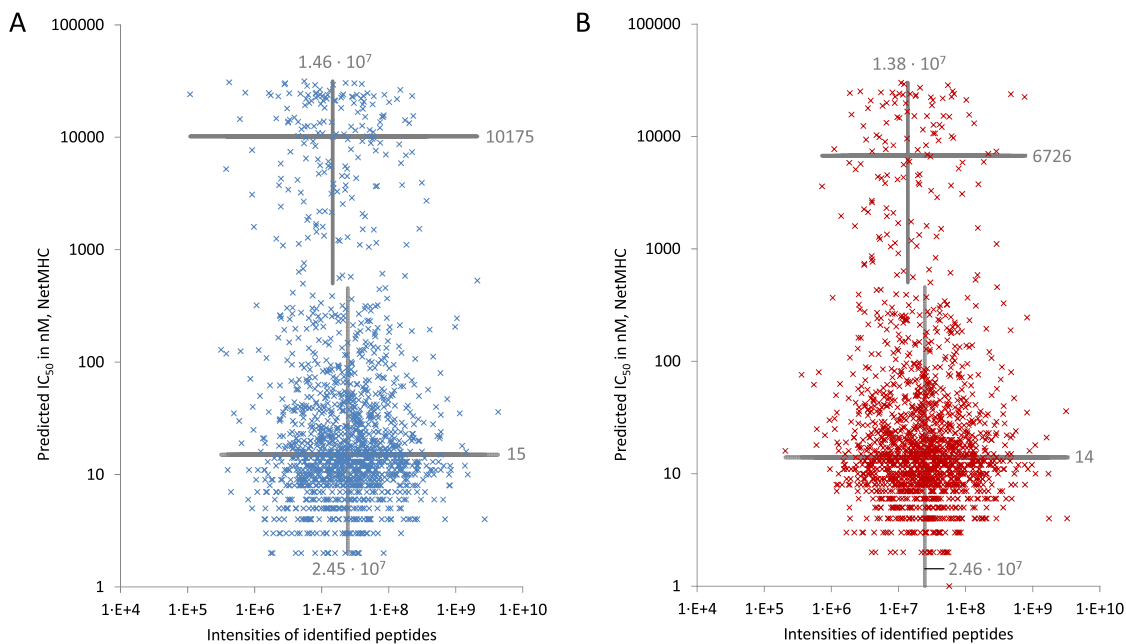 A
100000
10000
1000
100
10
1
Predicted IC50 in nM, NetMHC
1.46 · 10⁷
10175
15
2.45 · 10⁷
1·E+4 1·E+5 1·E+6 1·E+7 1·E+8 1·E+9 1·E+10
Intensities of identified peptides
B
100000
10000
1000
100
10
1
Predicted IC50 in nM, NetMHC
1.38 · 10⁷
6726
14
2.46 · 10⁷
1·E+4 1·E+5 1·E+6 1·E+7 1·E+8 1·E+9 1·E+10
Intensities of identified peptides